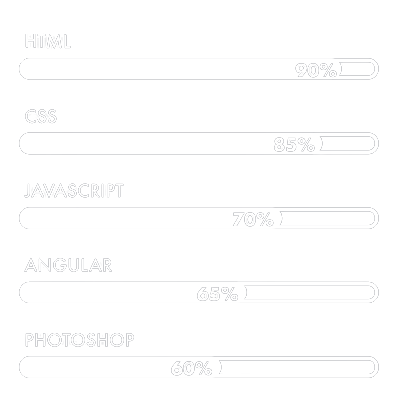 HTML
90%
CSS
85%
JAVASCRIPT
70%
ANGULAR
65%
PHOTOSHOP
60%